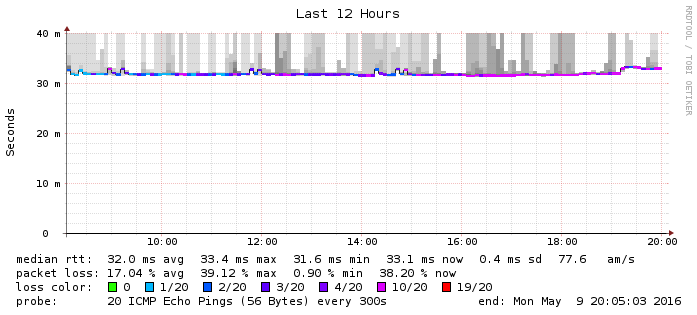 Last 12 Hours
RRDTOOL / TOBI OETIKER
Seconds
40 m
30 m
20 m
10 m
0
10:00 12:00 14:00 16:00 18:00 20:00
median rtt: 32.0 ms avg 33.4 ms max 31.6 ms min 33.1 ms now 0.4 ms sd 77.6 am/s
packet loss: 17.04 % avg 39.12 % max 0.90 % min 38.20 % now
loss color: 0 1/20 2/20 3/20 4/20 10/20 19/20
probe: 20 ICMP Echo Pings (56 Bytes) every 300s end: Mon May 9 20:05:03 2016